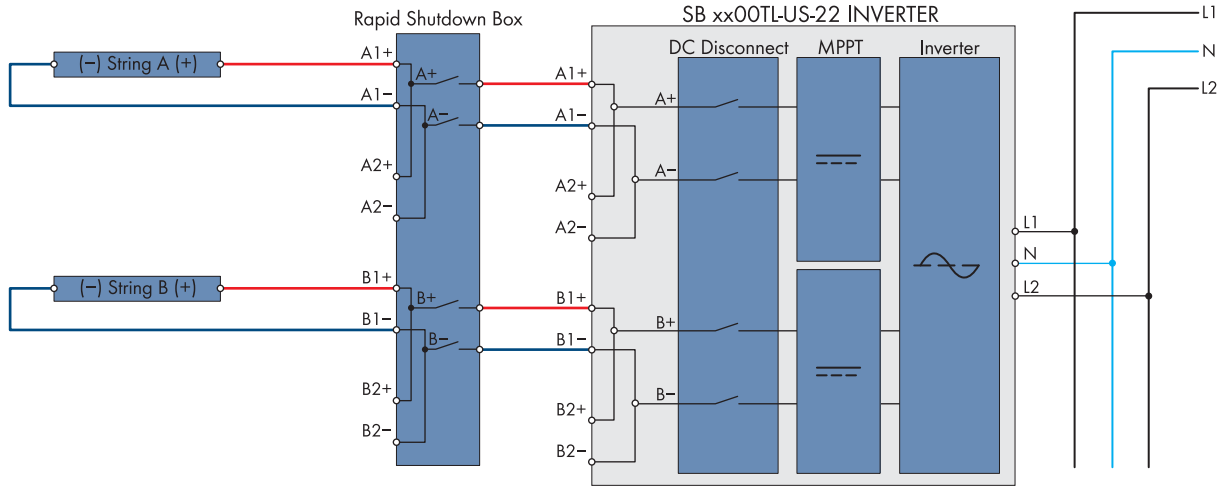 Rapid Shutdown Box
SB xx00TL-US-22 INVERTER
DC Disconnect
MPPT
Inverter
L1
N
L2
(−) String A (+)
A1+
A1−
A2+
A2−
A+
A−
A1+
A1−
A2+
A2−
A+
A−
L1
N
L2
(−) String B (+)
B1+
B1−
B2+
B2−
B+
B−
B1+
B1−
B2+
B2−
B+
B−